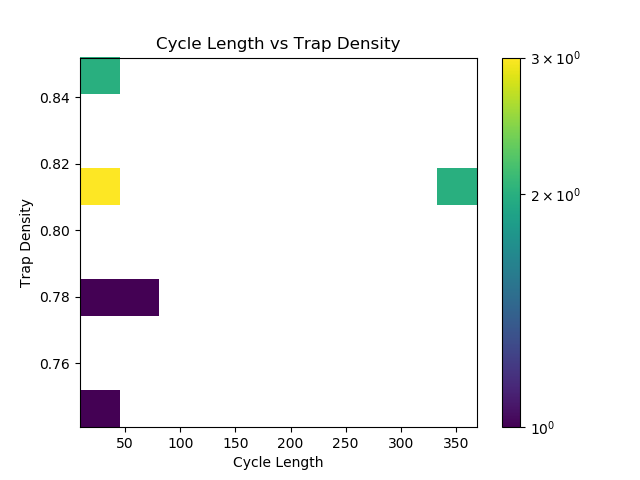 Cycle Length vs Trap Density
Trap Density
0.84
0.82
0.80
0.78
0.76
50 100 150 200 250 300 350
Cycle Length
3 × 10⁰
2 × 10⁰
10⁰